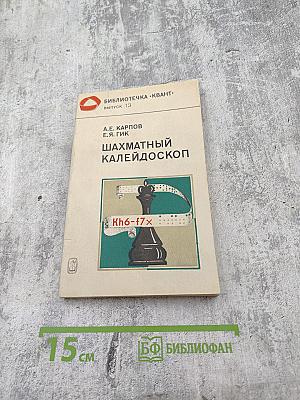 БИБЛИОТЕЧКА «КВАНТ»
ВЫПУСК 13
А.Е. КАРПОВ
Е.Я. ГИК
ШАХМАТНЫЙ
КАЛЕЙДОСКОП
Kh6-f7x
15 см
БФ БИБЛИОФАН